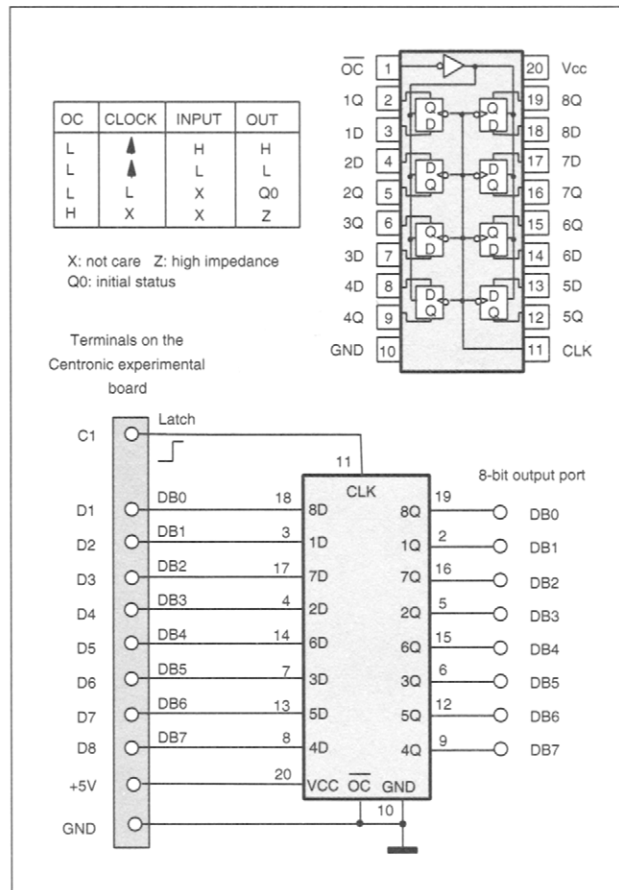 OC CLOCK INPUT OUT
L H H
L L L
L L X Q0
H X X Z
X: not care Z: high impedance
Q0: initial status
OC 1 20 Vcc
1Q 2 Q Q 19 8Q
1D 3 D D 18 8D
2D 4 D D 17 7D
2Q 5 Q Q 16 7Q
3Q 6 Q Q 15 6Q
3D 7 D D 14 6D
4D 8 D D 13 5D
4Q 9 Q Q 12 5Q
GND 10 11 CLK
Terminals on the
Centronic experimental
board
C1 Latch
11
CLK
8-bit output port
D1 DB0 18 8D 8Q 19 DB0
D2 DB1 3 1D 1Q 2 DB1
D3 DB2 17 7D 7Q 16 DB2
D4 DB3 4 2D 2Q 5 DB3
D5 DB4 14 6D 6Q 15 DB4
D6 DB5 7 3D 3Q 6 DB5
D7 DB6 13 5D 5Q 12 DB6
D8 DB7 8 4D 4Q 9 DB7
+5V 20 VCC OC GND
10
GND